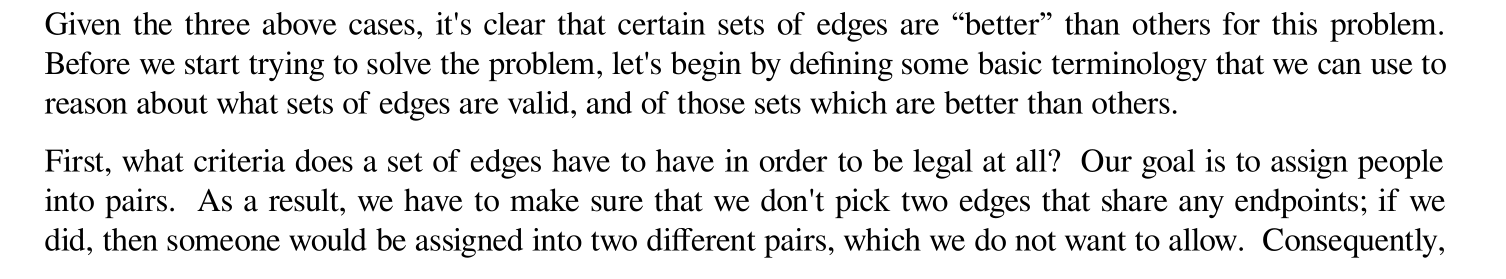 Given the three above cases, it's clear that certain sets of edges are “better” than others for this problem.
Before we start trying to solve the problem, let's begin by defining some basic terminology that we can use to
reason about what sets of edges are valid, and of those sets which are better than others.
First, what criteria does a set of edges have to have in order to be legal at all?  Our goal is to assign people
into pairs.  As a result, we have to make sure that we don't pick two edges that share any endpoints; if we
did, then someone would be assigned into two different pairs, which we do not want to allow.  Consequently,